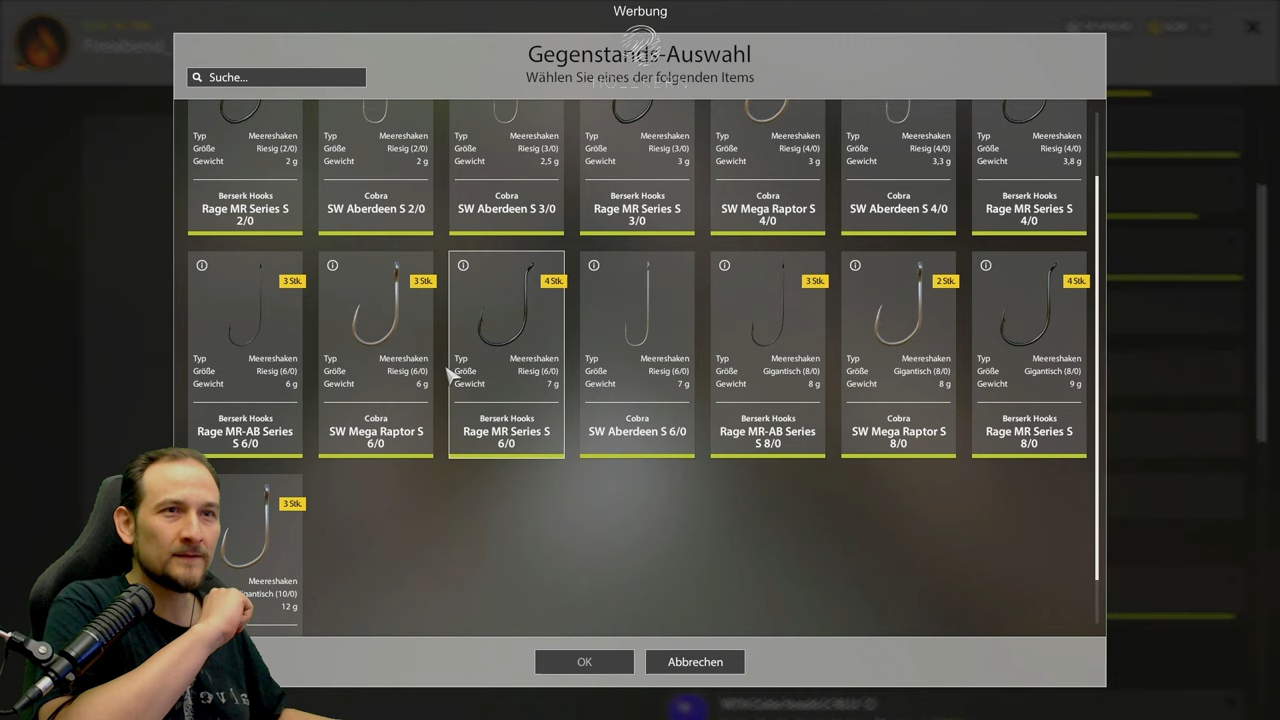 Werbung
Gegenstands-Auswahl
Wählen Sie eines der folgenden Items
Suche...
Typ Meereshaken
Größe Riesig (2/0)
Gewicht 2 g
Berserk Hooks
Rage MR Series S
2/0
Typ Meereshaken
Größe Riesig (2/0)
Gewicht 2 g
Cobra
SW Aberdeen S 2/0
Typ Meereshaken
Größe Riesig (3/0)
Gewicht 2,5 g
Cobra
SW Aberdeen S 3/0
Typ Meereshaken
Größe Riesig (3/0)
Gewicht 3 g
Berserk Hooks
Rage MR Series S
3/0
Typ Meereshaken
Größe Riesig (4/0)
Gewicht 3 g
Cobra
SW Mega Raptor S
4/0
Typ Meereshaken
Größe Riesig (4/0)
Gewicht 3,3 g
Cobra
SW Aberdeen S 4/0
Typ Meereshaken
Größe Riesig (4/0)
Gewicht 3,8 g
Berserk Hooks
Rage MR Series S
4/0
3 Stk.
Typ Meereshaken
Größe Riesig (6/0)
Gewicht 6 g
Berserk Hooks
Rage MR-AB Series
S 6/0
3 Stk.
Typ Meereshaken
Größe Riesig (6/0)
Gewicht 6 g
Cobra
SW Mega Raptor S
6/0
4 Stk.
Typ Meereshaken
Größe Riesig (6/0)
Gewicht 7 g
Berserk Hooks
Rage MR Series S
6/0
Typ Meereshaken
Größe Riesig (6/0)
Gewicht 7 g
Cobra
SW Aberdeen S 6/0
3 Stk.
Typ Meereshaken
Größe Gigantisch (8/0)
Gewicht 8 g
Berserk Hooks
Rage MR-AB Series
S 8/0
2 Stk.
Typ Meereshaken
Größe Gigantisch (8/0)
Gewicht 8 g
Cobra
SW Mega Raptor S
8/0
4 Stk.
Typ Meereshaken
Größe Gigantisch (8/0)
Gewicht 9 g
Berserk Hooks
Rage MR Series S
8/0
3 Stk.
Meereshaken
gantisch (10/0)
12 g
OK
Abbrechen